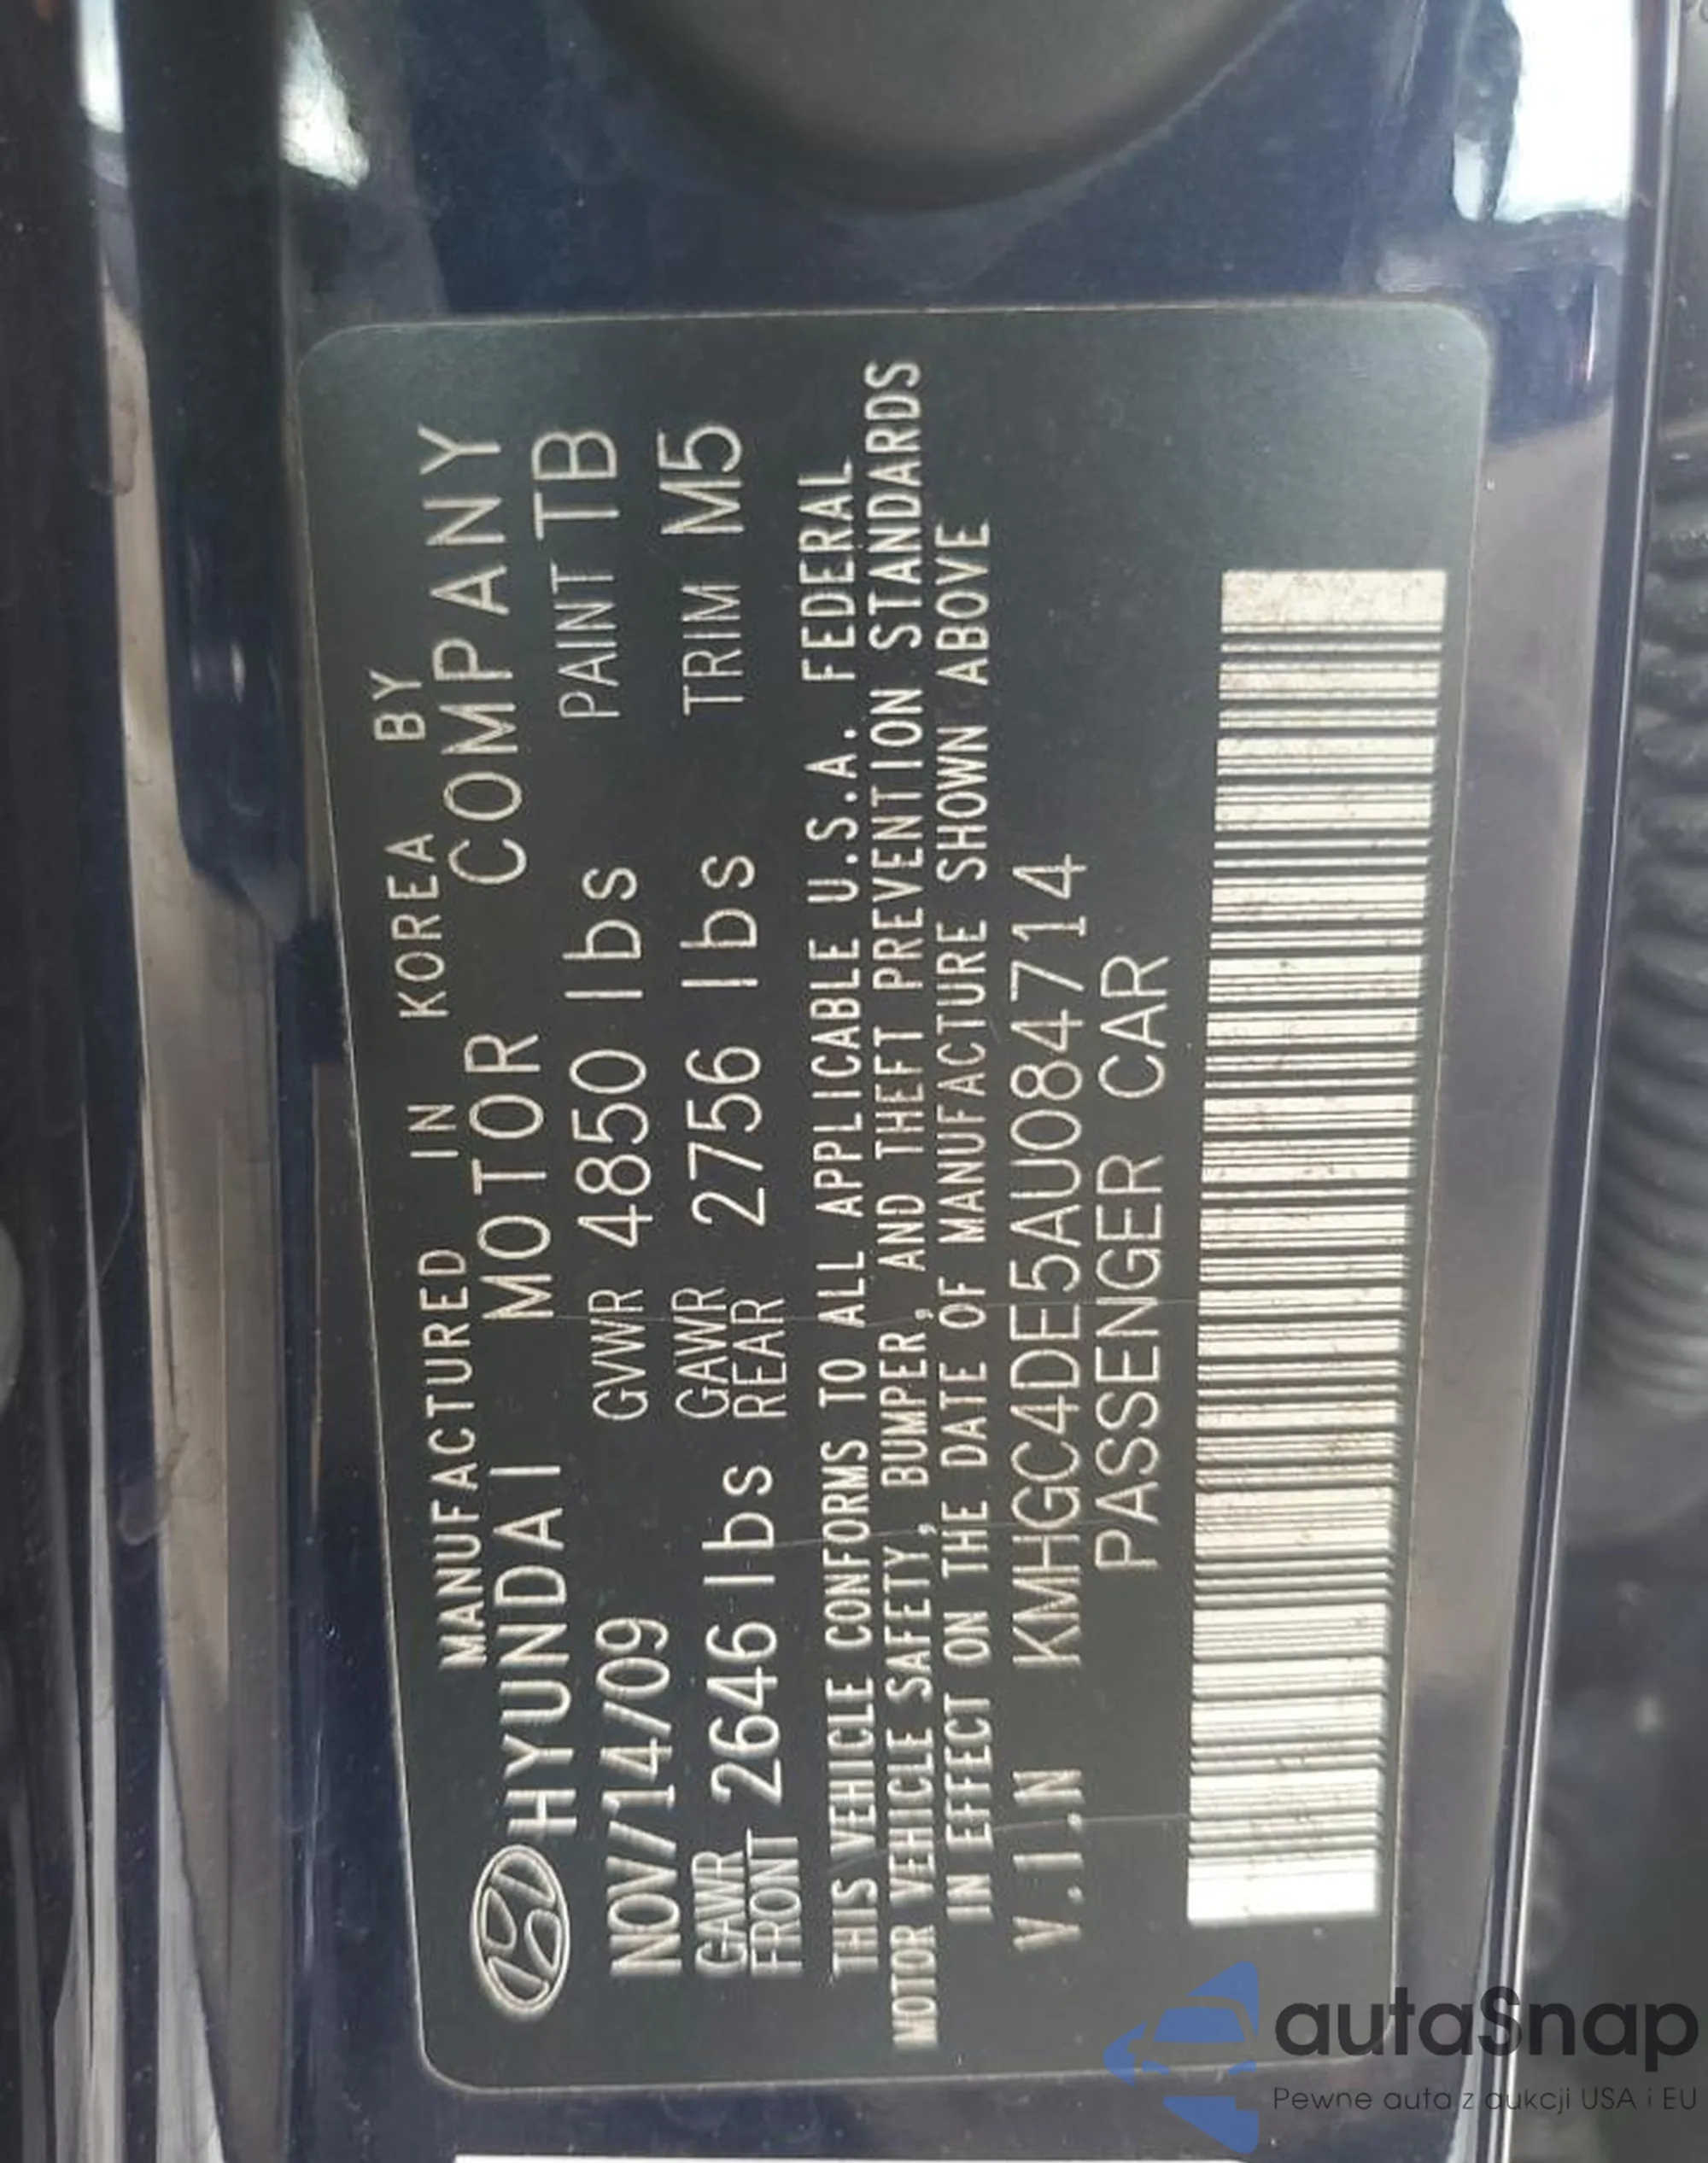 MANUFACTURED IN KOREA BY
HYUNDAI MOTOR COMPANY
NOV/14/09 GVWR 4850 lbs PAINT TB
GAWR FRONT 2646 lbs GAWR REAR 2756 lbs TRIM M5
THIS VEHICLE CONFORMS TO ALL APPLICABLE U.S.A. FEDERAL
MOTOR VEHICLE SAFETY, BUMPER, AND THEFT PREVENTION STANDARDS
IN EFFECT ON THE DATE OF MANUFACTURE SHOWN ABOVE
V.I.N KMHGC4DE5AU084714
PASSENGER CAR
autaSnap
Pewne auta z aukcji USA i EU